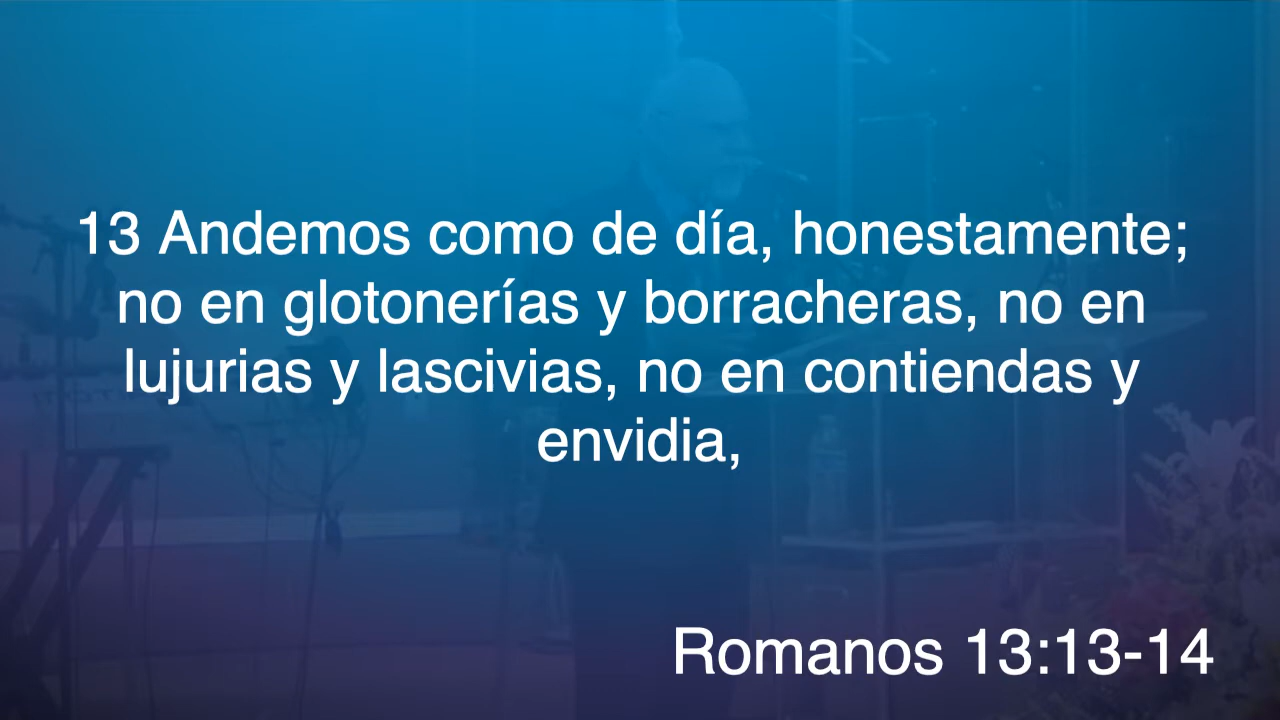 13 Andemos como de día, honestamente;
no en glotonerías y borracheras, no en
lujurias y lascivias, no en contiendas y
envidia,
Romanos 13:13-14